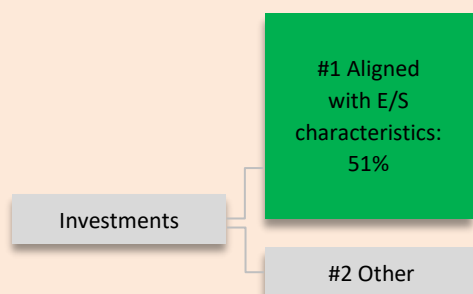 #1 Aligned
with E/S
characteristics:
51%
Investments
#2 Other